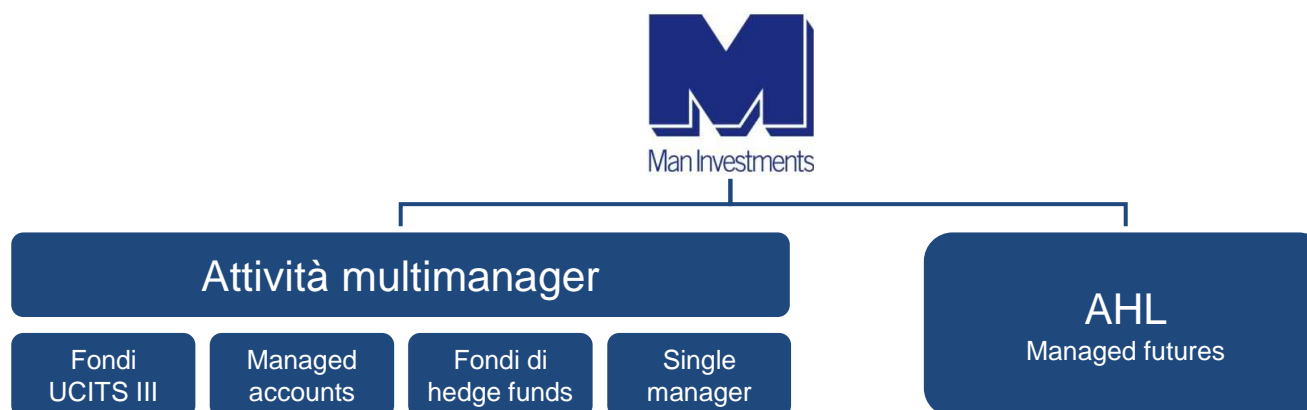 M
Man Investments
Attività multimanager
AHL
Managed futures
Fondi
UCITS III
Managed
accounts
Fondi di
hedge funds
Single
manager